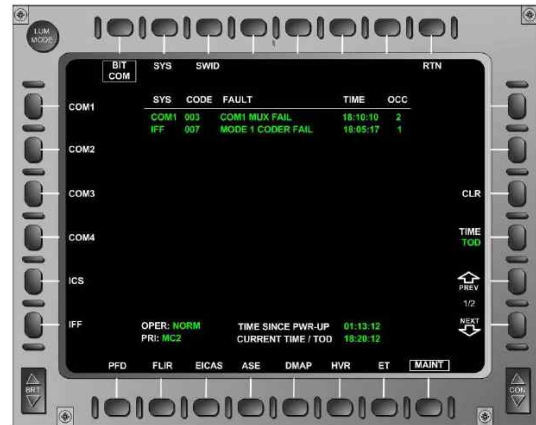 LUM
MODE
BIT
COM
SYS
SWID
RTN
SYS CODE FAULT TIME OCC
COM1 003 COM1 MUX FAIL 18:10:10 2
IFF 007 MODE 1 CODER FAIL 18:05:17 1
COM1
COM2
COM3
COM4
ICS
IFF
CLR
TIME
TOD
PREV
1/2
NEXT
OPER: NORM TIME SINCE PWR-UP 01:13:12
PRI: MC2 CURRENT TIME / TOD 18:20:12
PFD FLIR EICAS ASE DMAP HVR ET MAINT
BRT
CON